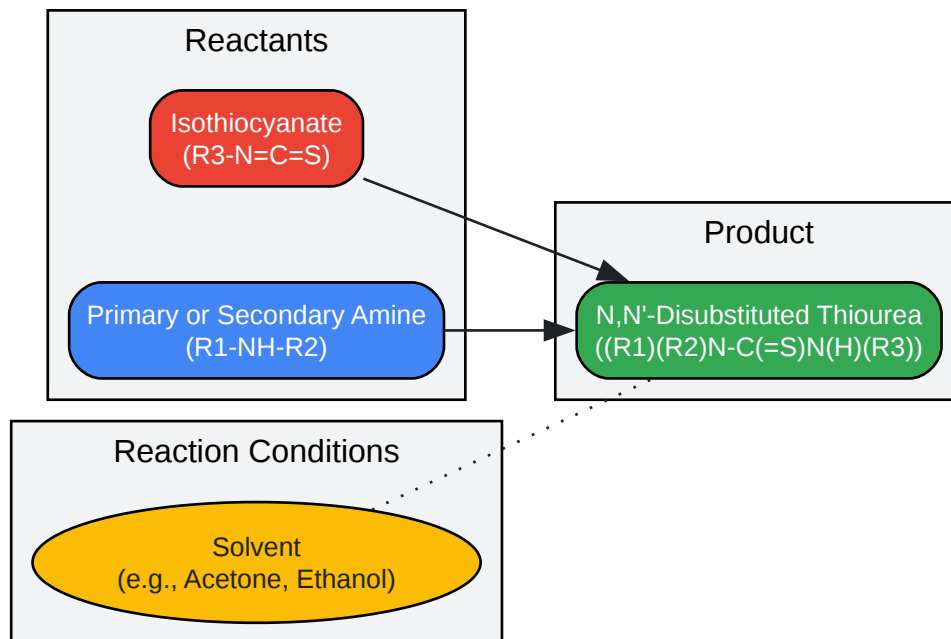 Reactants
Isothiocyanate
(R3-N=C=S)
Primary or Secondary Amine
(R1-NH-R2)
Product
N,N'-Disubstituted Thiourea
((R1)(R2)N-C(=S)N(H)(R3))
Reaction Conditions
Solvent
(e.g., Acetone, Ethanol)